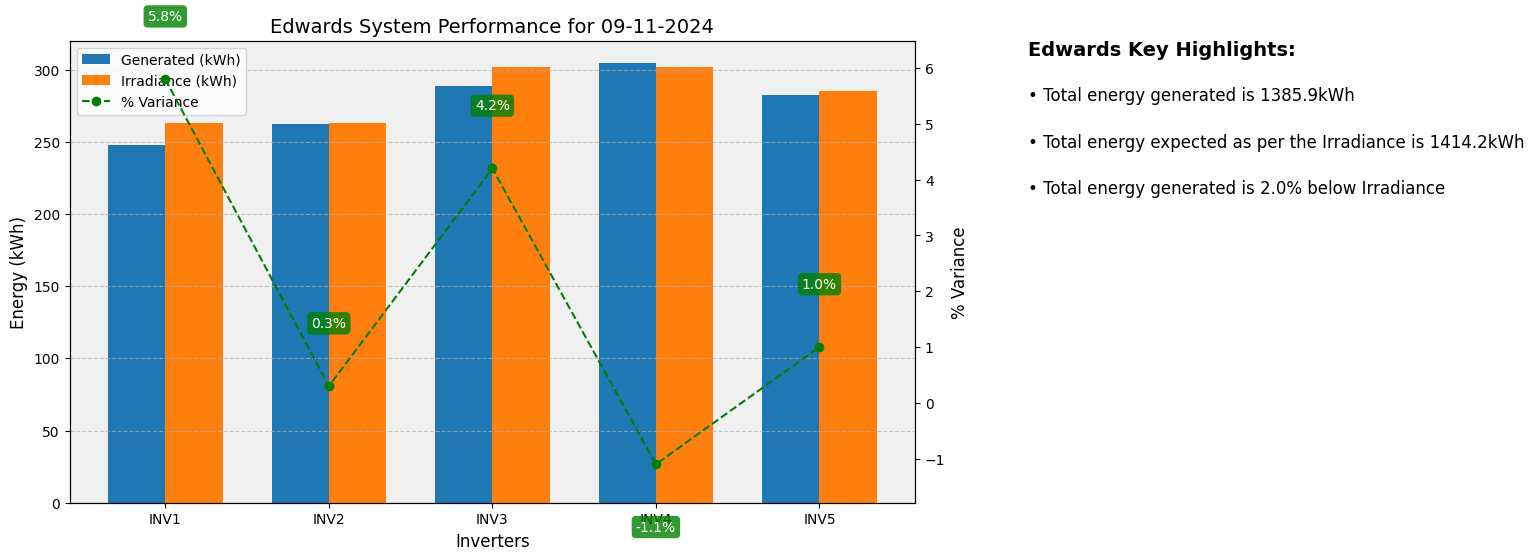 5.8%
Edwards System Performance for 09-11-2024
Generated (kWh)
Irradiance (kWh)
% Variance
Energy (kWh)
300
250
200
150
100
50
0
4.2%
0.3%
1.0%
-1.1%
6
5
4
3
2
1
0
−1
% Variance
INV1 INV2 INV3 INV4 INV5
Inverters
Edwards Key Highlights:
• Total energy generated is 1385.9kWh
• Total energy expected as per the Irradiance is 1414.2kWh
• Total energy generated is 2.0% below Irradiance